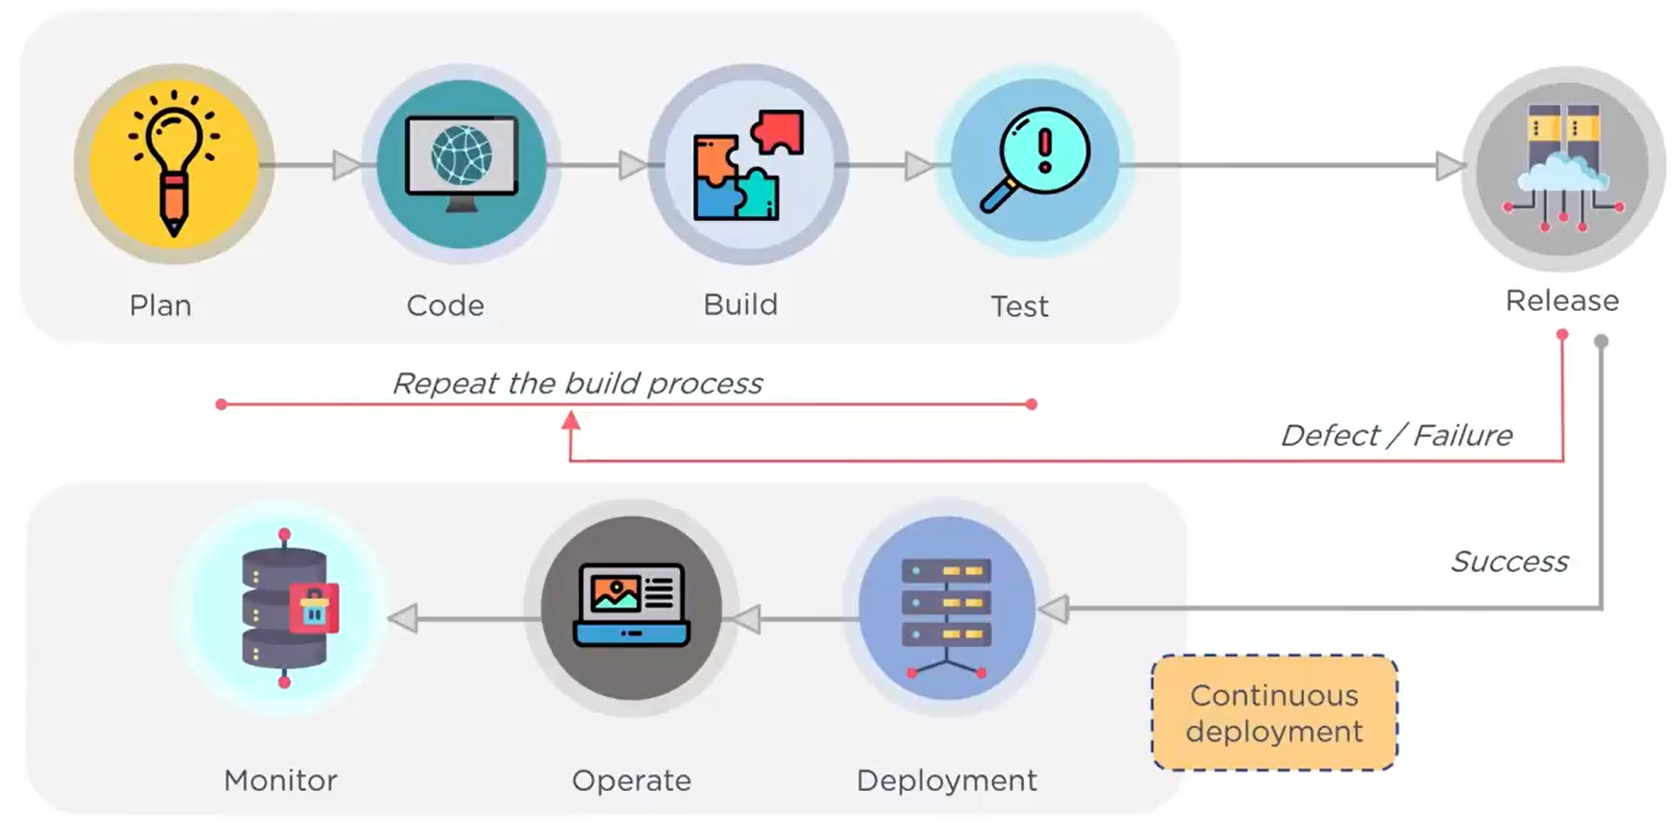 Plan
Code
Build
Test
Release
Repeat the build process
Defect / Failure
Success
Continuous
deployment
Monitor
Operate
Deployment